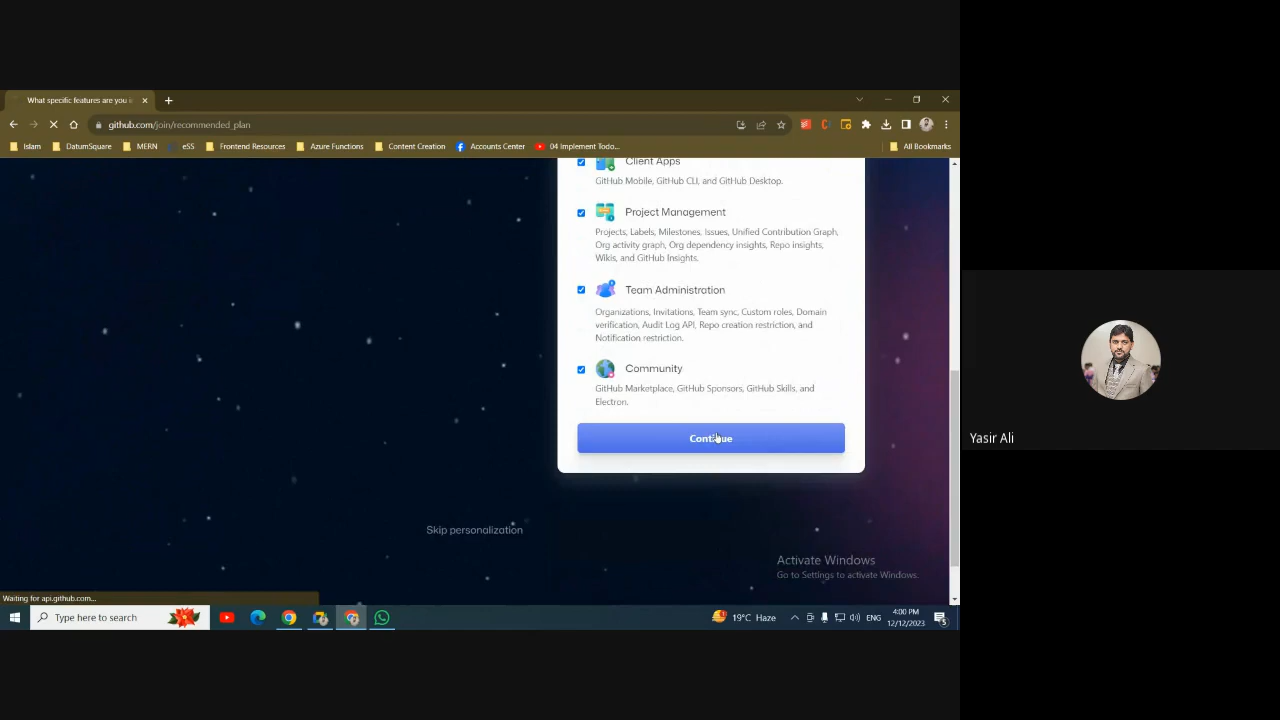 What specific features are you i
github.com/join/recommended_plan
Islam DatumSquare MERN eSS Frontend Resources Azure Functions Content Creation Accounts Center 04 Implement Todo... All Bookmarks
Client Apps
GitHub Mobile, GitHub CLI, and GitHub Desktop.
Project Management
Projects, Labels, Milestones, Issues, Unified Contribution Graph,
Org activity graph, Org dependency insights, Repo insights,
Wikis, and GitHub Insights.
Team Administration
Organizations, Invitations, Team sync, Custom roles, Domain
verification, Audit Log API, Repo creation restriction, and
Notification restriction.
Community
GitHub Marketplace, GitHub Sponsors, GitHub Skills, and
Electron.
Continue
Yasir Ali
Skip personalization
Activate Windows
Go to Settings to activate Windows.
Waiting for api.github.com...
Type here to search
19°C Haze
ENG
4:00 PM
12/12/2023
5